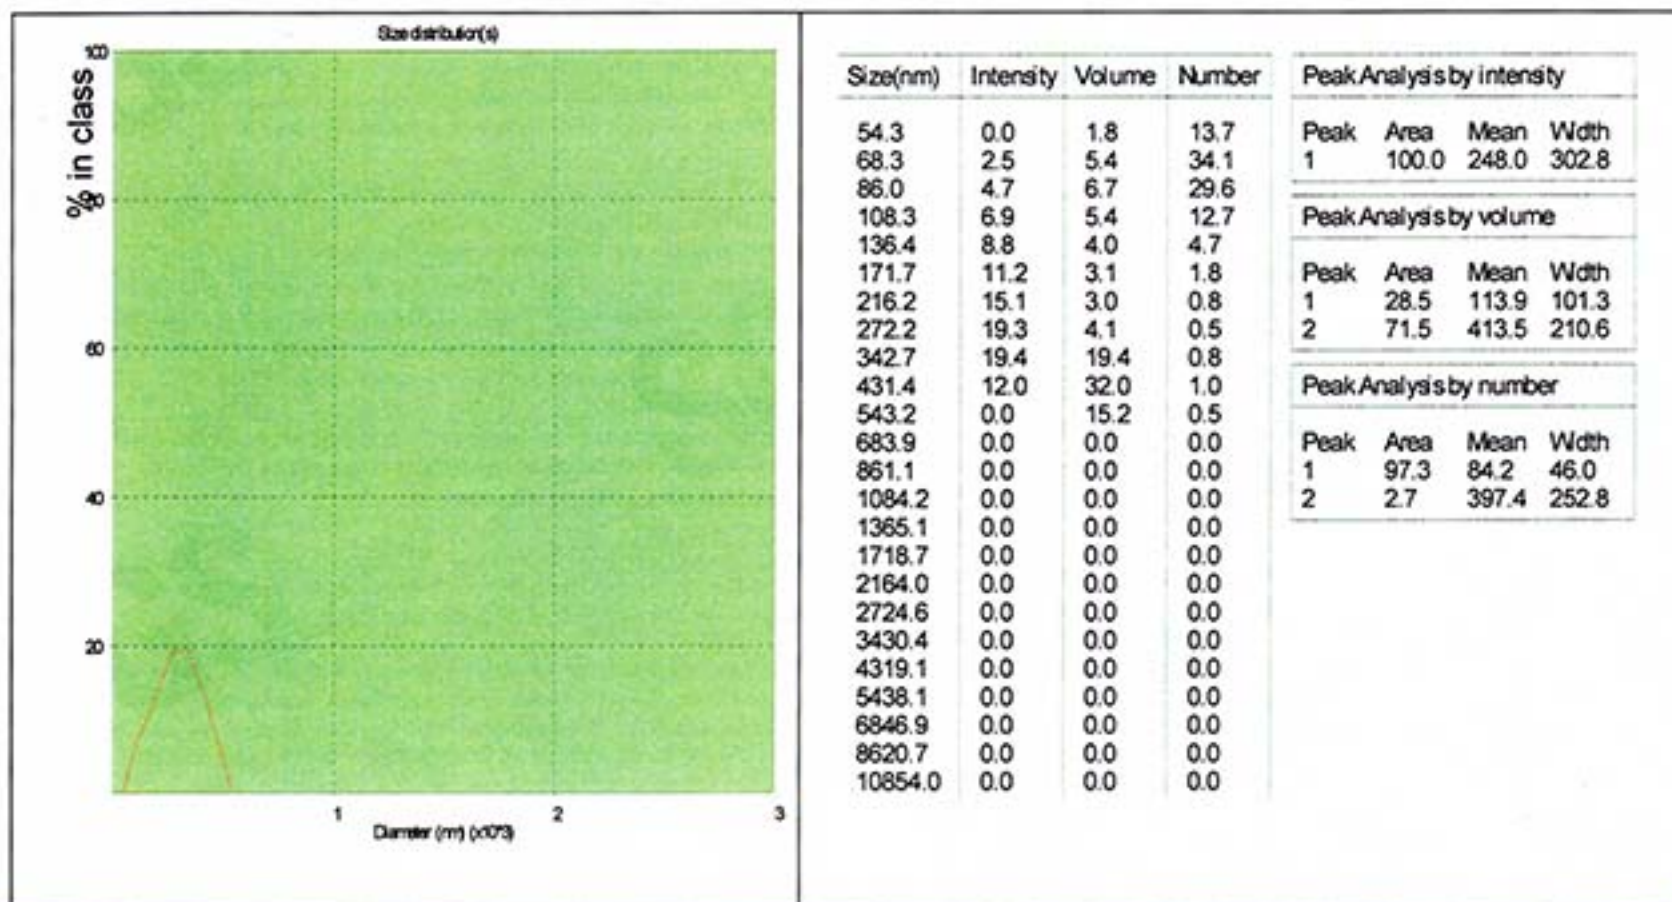 Size distribution(s)
100
% in class
80
60
40
20
1 2 3
Diameter (nm) (x10^3)
Size(nm) Intensity Volume Number
54.3 0.0 1.8 13.7
68.3 2.5 5.4 34.1
86.0 4.7 6.7 29.6
108.3 6.9 5.4 12.7
136.4 8.8 4.0 4.7
171.7 11.2 3.1 1.8
216.2 15.1 3.0 0.8
272.2 19.3 4.1 0.5
342.7 19.4 19.4 0.8
431.4 12.0 32.0 1.0
543.2 0.0 15.2 0.5
683.9 0.0 0.0 0.0
861.1 0.0 0.0 0.0
1084.2 0.0 0.0 0.0
1365.1 0.0 0.0 0.0
1718.7 0.0 0.0 0.0
2164.0 0.0 0.0 0.0
2724.6 0.0 0.0 0.0
3430.4 0.0 0.0 0.0
4319.1 0.0 0.0 0.0
5438.1 0.0 0.0 0.0
6846.9 0.0 0.0 0.0
8620.7 0.0 0.0 0.0
10854.0 0.0 0.0 0.0
Peak Analysis by intensity
Peak Area Mean Width
1 100.0 248.0 302.8
Peak Analysis by volume
Peak Area Mean Width
1 28.5 113.9 101.3
2 71.5 413.5 210.6
Peak Analysis by number
Peak Area Mean Width
1 97.3 84.2 46.0
2 2.7 397.4 252.8